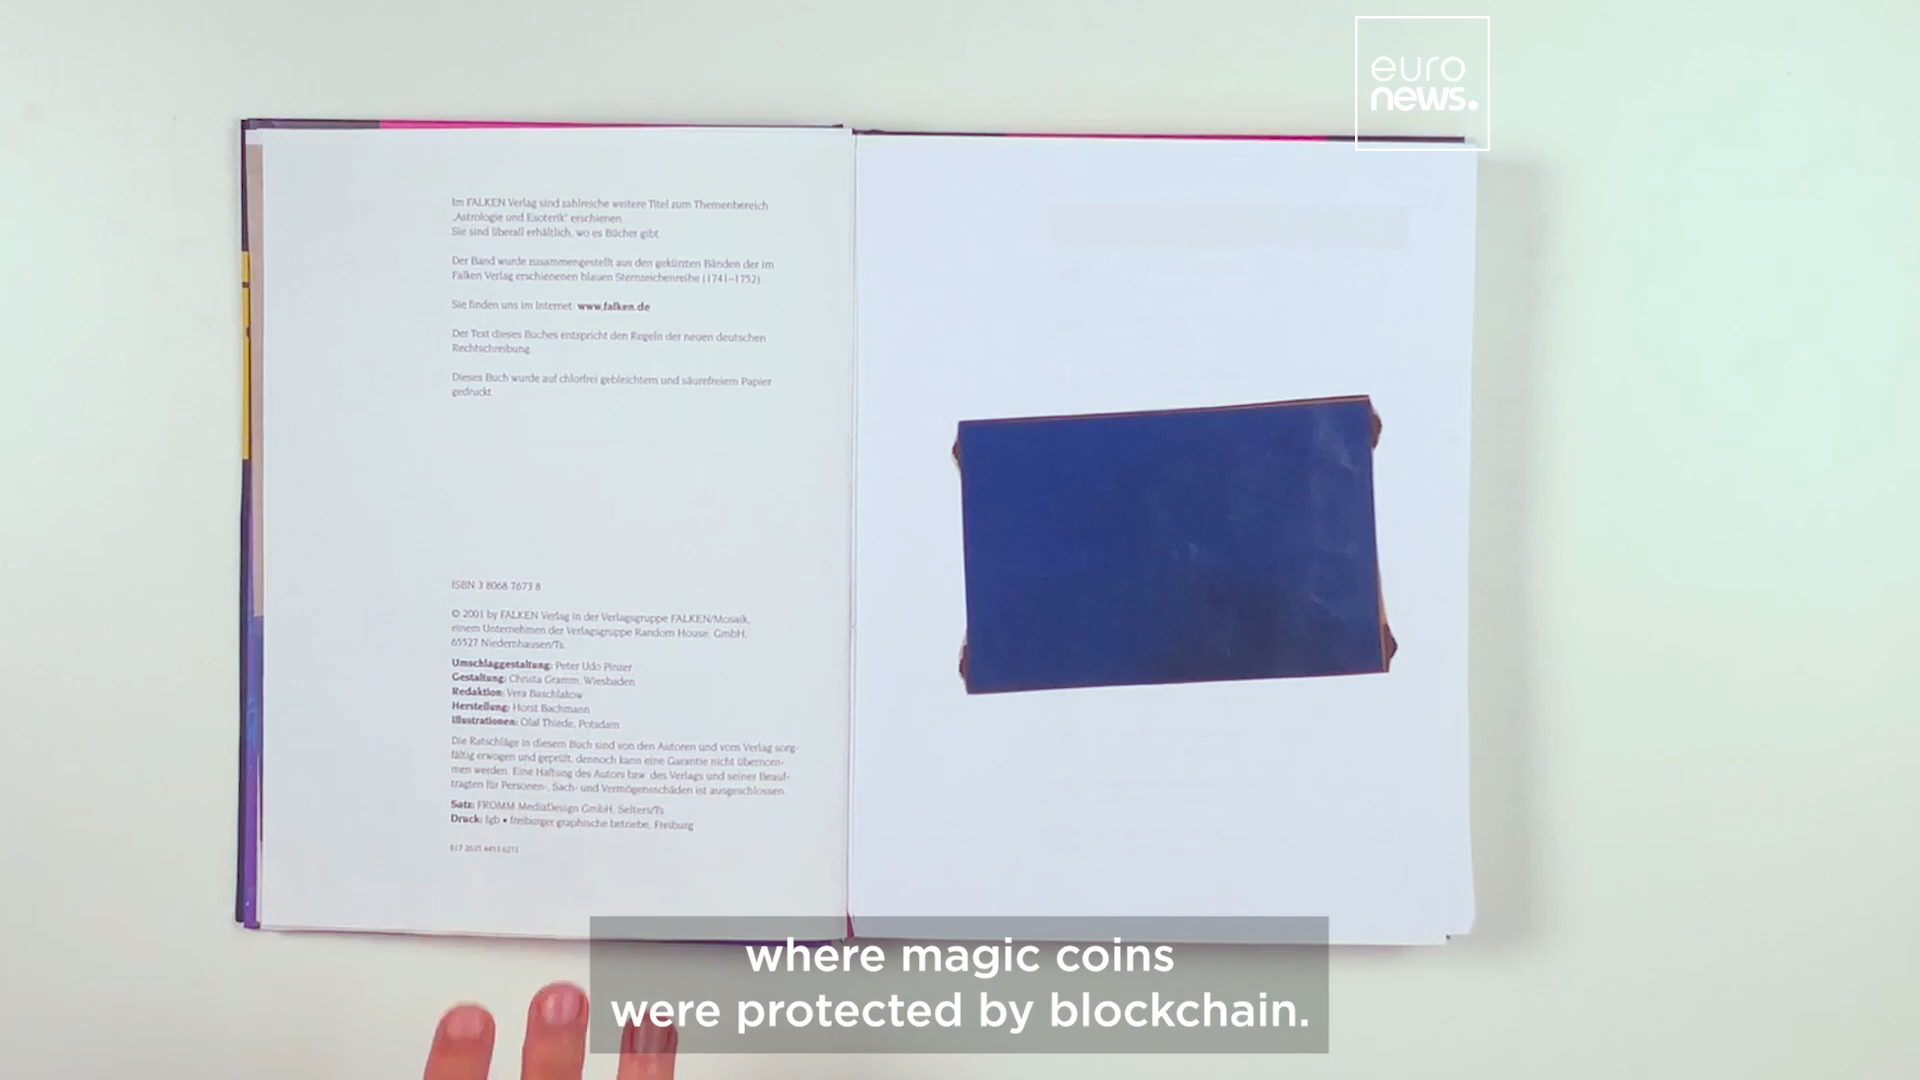 euro
news.
Im FALKEN Verlag sind zahlreiche weitere Titel zum Themenbereich
„Astrologie und Esoterik“ erschienen.
Sie sind überall erhältlich, wo es Bücher gibt.
Der Band wurde zusammengestellt aus den gekürzten Bänden der im
Falken Verlag erschienenen blauen Sternzeichenreihe (1741–1752).
Sie finden uns im Internet: www.falken.de
Der Text dieses Buches entspricht den Regeln der neuen deutschen
Rechtschreibung.
Dieses Buch wurde auf chlorfrei gebleichtem und säurefreiem Papier
gedruckt.
ISBN 3 8068 7673 8
© 2001 by FALKEN Verlag in der Verlagsgruppe FALKEN/Mosaik,
einem Unternehmen der Verlagsgruppe Random House GmbH,
65527 Niedernhausen/Ts.
Umschlaggestaltung: Peter Udo Pinzer
Gestaltung: Christa Gramm, Wiesbaden
Redaktion: Vera Baschlakow
Herstellung: Horst Bachmann
Illustrationen: Olaf Thiede, Potsdam
Die Ratschläge in diesem Buch sind von den Autoren und vom Verlag sorg-
fältig erwogen und geprüft, dennoch kann eine Garantie nicht übernom-
men werden. Eine Haftung des Autors bzw. des Verlags und seiner Beauf-
tragten für Personen-, Sach- und Vermögensschäden ist ausgeschlossen.
Satz: FROMM MediaDesign GmbH, Selters/Ts.
Druck: fgb • freiburger graphische betriebe, Freiburg
where magic coins
were protected by blockchain.